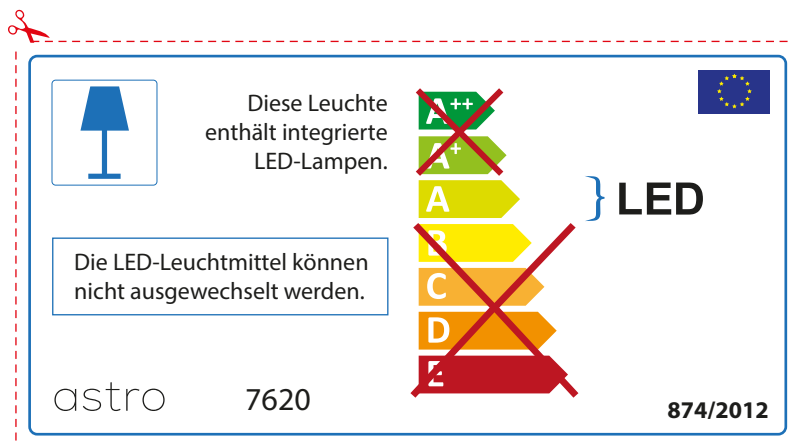 Diese Leuchte
enthält integrierte
LED-Lampen.
A++
A+
A
B
C
D
E
LED
Die LED-Leuchtmittel können
nicht ausgewechselt werden.
astro
7620
874/2012